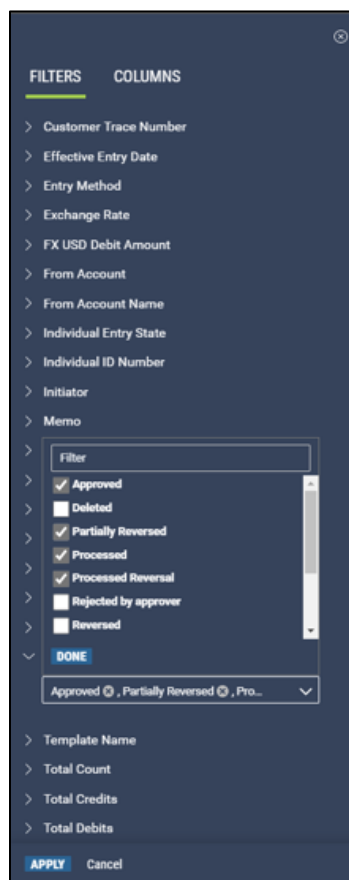 FILTERS COLUMNS
Customer Trace Number
Effective Entry Date
Entry Method
Exchange Rate
FX USD Debit Amount
From Account
From Account Name
Individual Entry State
Individual ID Number
Initiator
Memo
Filter
Approved
Deleted
Partially Reversed
Processed
Processed Reversal
Rejected by approver
Reversed
DONE
Approved , Partially Reversed , Pro...
Template Name
Total Count
Total Credits
Total Debits
APPLY Cancel